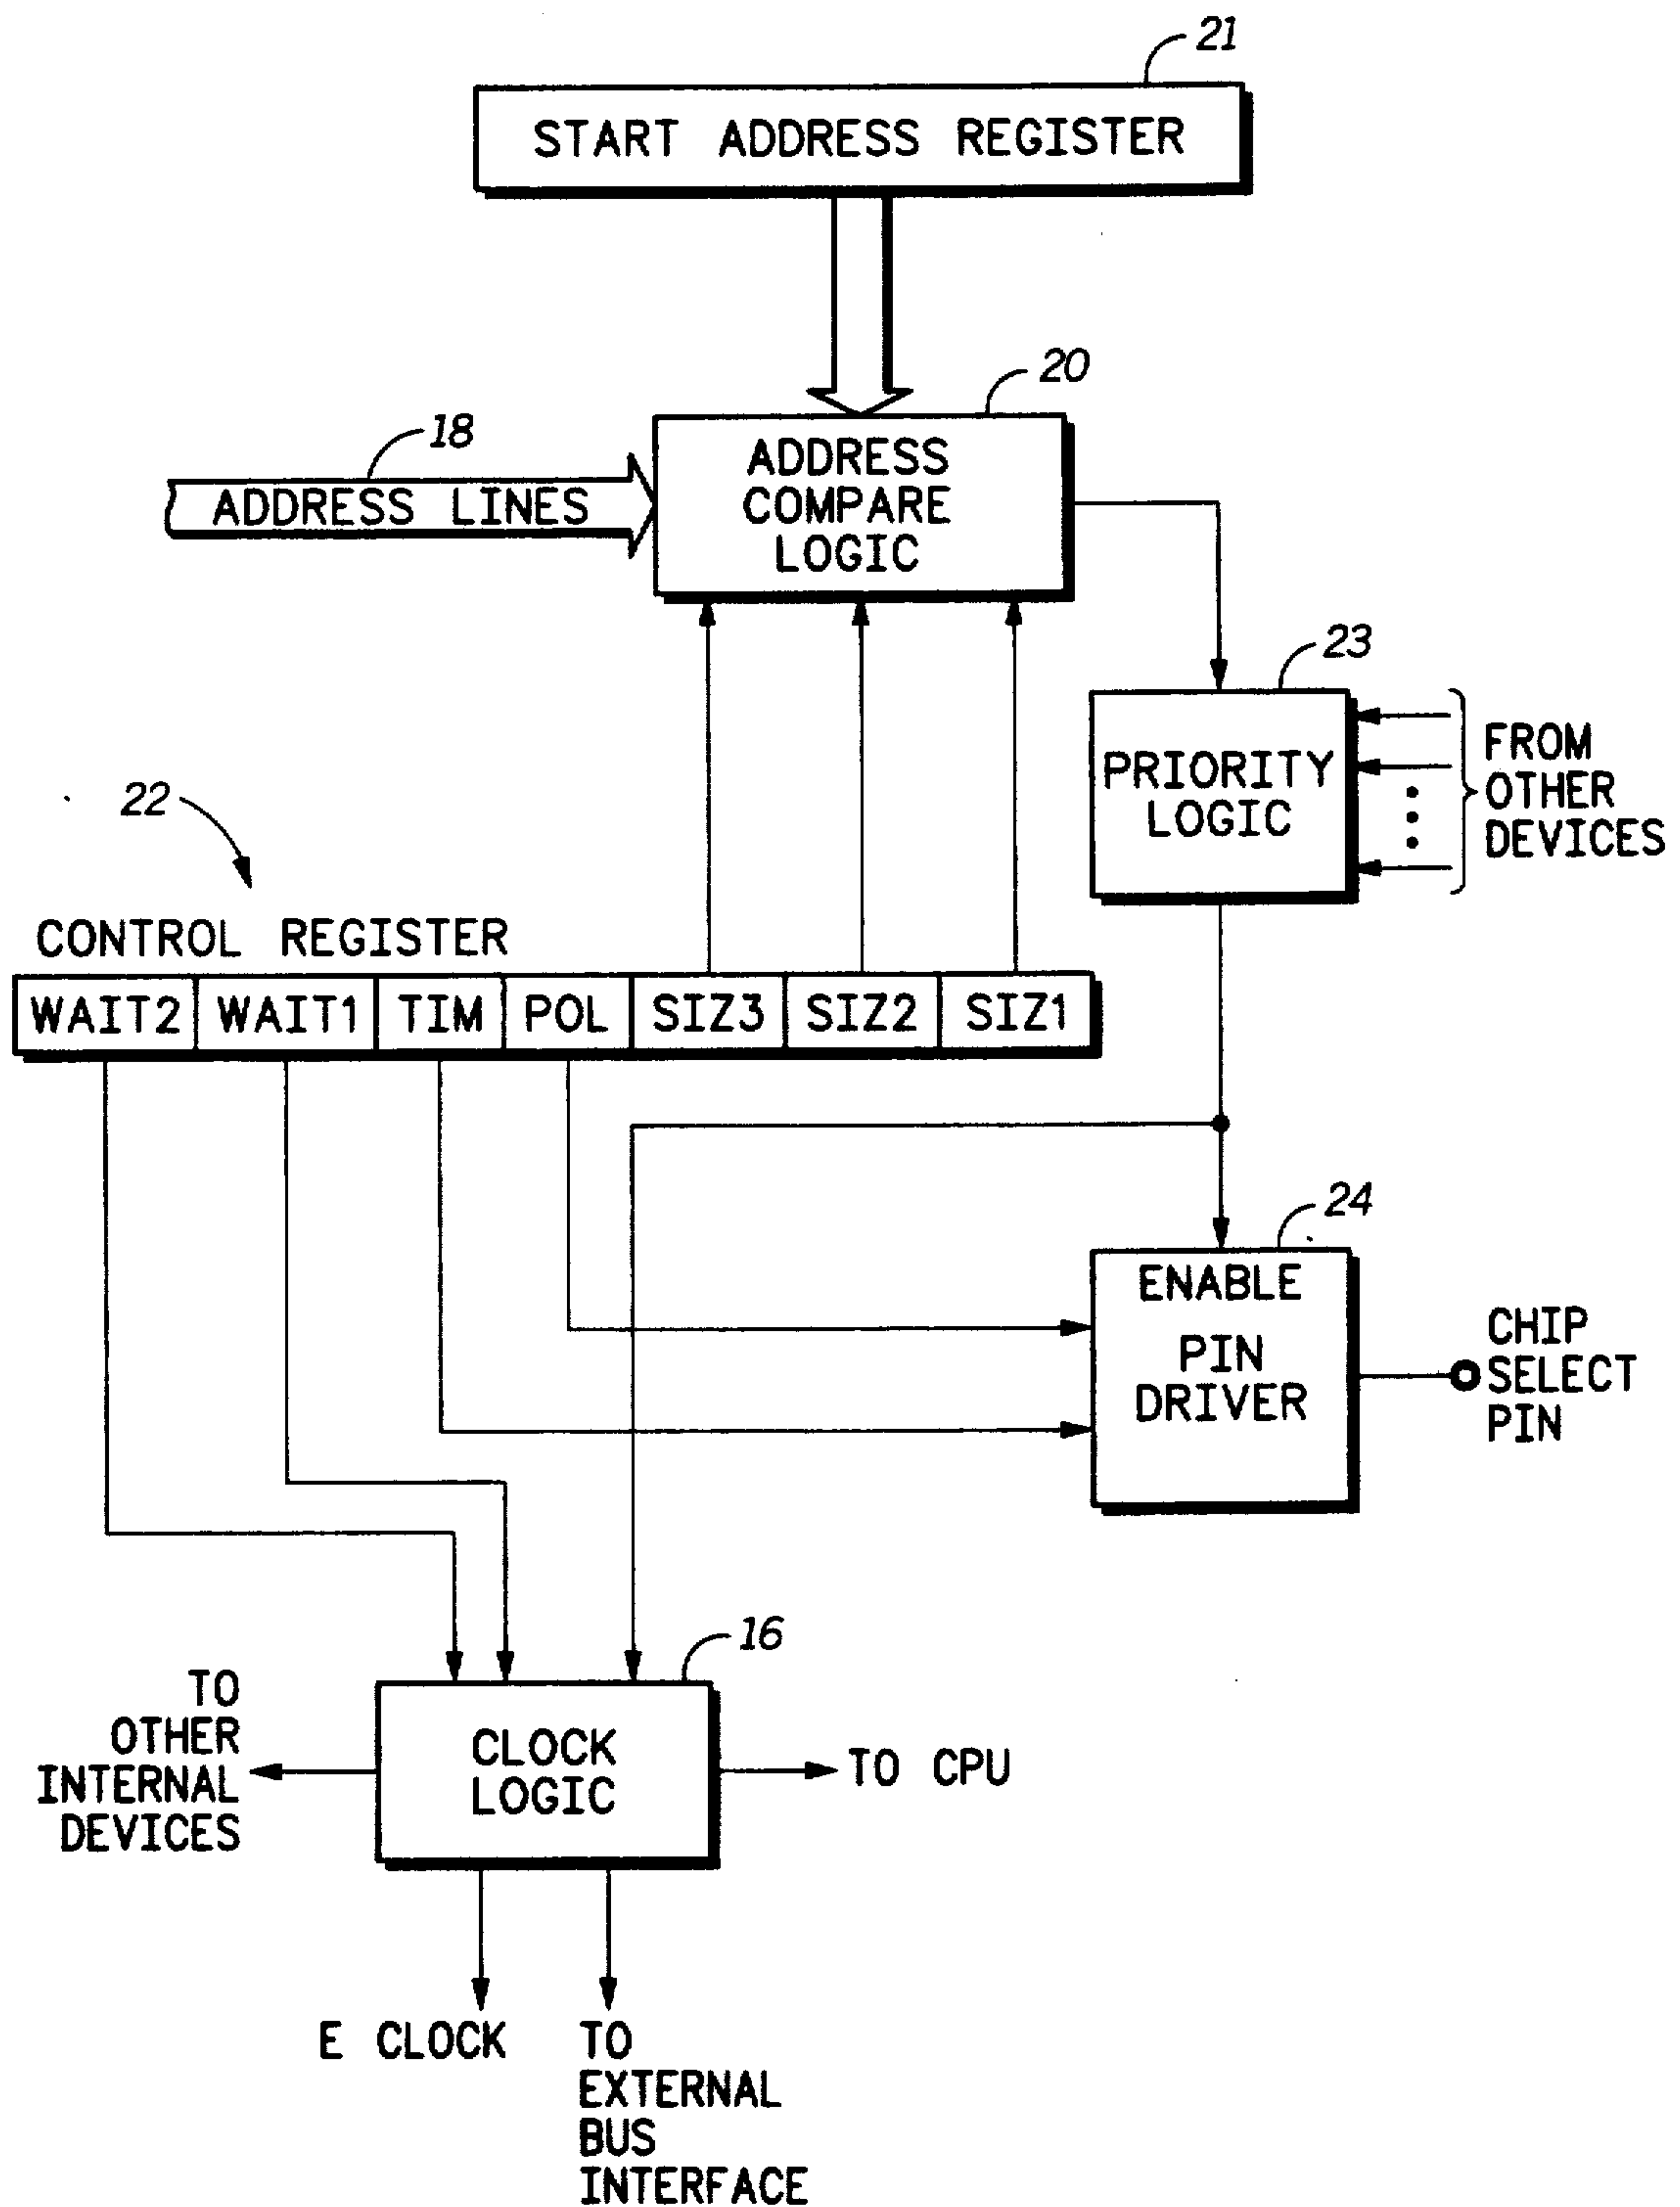 21
START ADDRESS REGISTER
20
18
ADDRESS LINES
ADDRESS
COMPARE
LOGIC
23
PRIORITY
LOGIC
FROM
OTHER
DEVICES
22
CONTROL REGISTER
WAIT2 WAIT1 TIM POL SIZ3 SIZ2 SIZ1
24
ENABLE
PIN
DRIVER
CHIP
SELECT
PIN
16
CLOCK
LOGIC
TO
OTHER
INTERNAL
DEVICES
TO CPU
E CLOCK
TO
EXTERNAL
BUS
INTERFACE